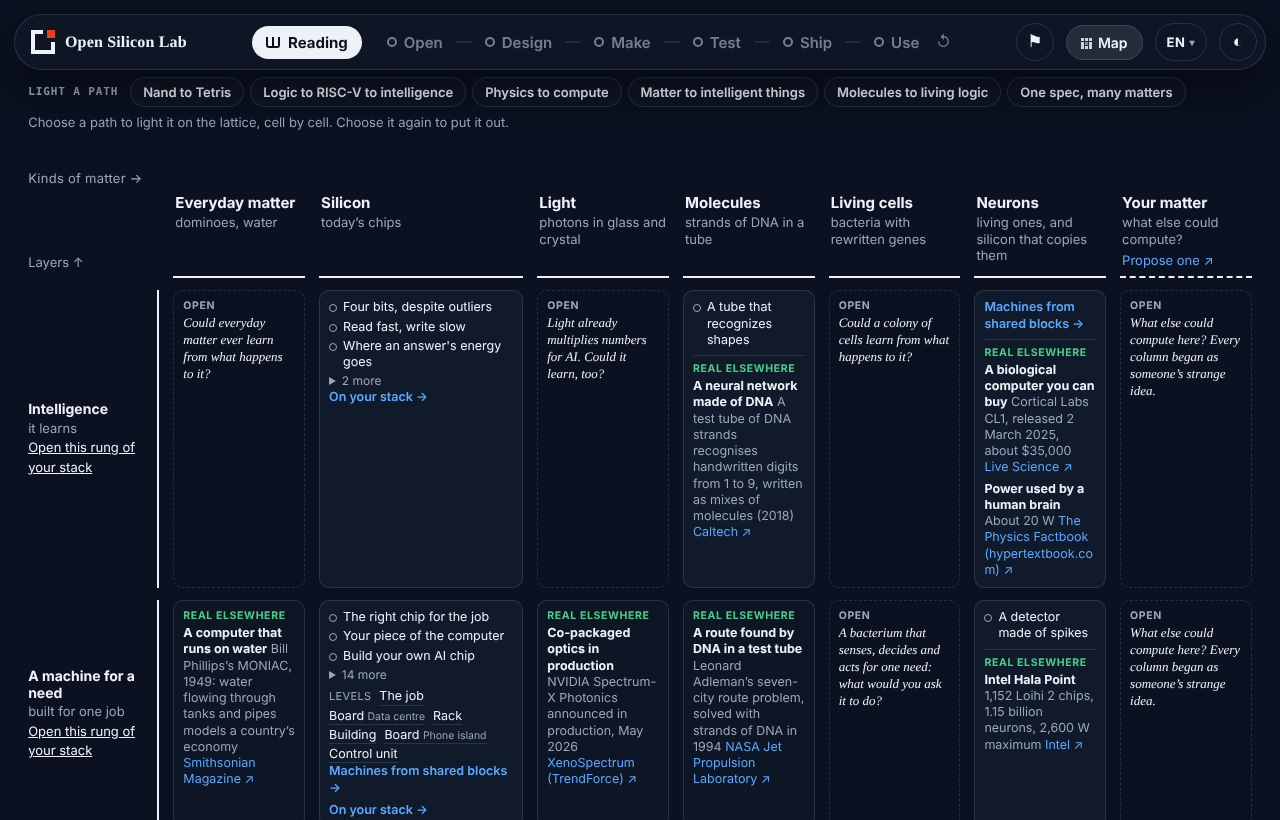 Open Silicon Lab
Reading
Open
Design
Make
Test
Ship
Use
Map
EN
LIGHT A PATH
Nand to Tetris
Logic to RISC-V to intelligence
Physics to compute
Matter to intelligent things
Molecules to living logic
One spec, many matters
Choose a path to light it on the lattice, cell by cell. Choose it again to put it out.
Kinds of matter →
Layers ↑
Everyday matter
dominoes, water
Silicon
today's chips
Light
photons in glass and
crystal
Molecules
strands of DNA in a
tube
Living cells
bacteria with
rewritten genes
Neurons
living ones, and
silicon that copies
them
Your matter
what else could
compute?
Propose one ↗
Intelligence
it learns
Open this rung of
your stack
OPEN
Could everyday
matter ever learn
from what happens
to it?
Four bits, despite outliers
Read fast, write slow
Where an answer's energy
goes
2 more
On your stack →
OPEN
Light already
multiplies numbers
for AI. Could it
learn, too?
A tube that
recognizes
shapes
REAL ELSEWHERE
A neural network
made of DNA A
test tube of DNA
strands
recognises
handwritten digits
from 1 to 9, written
as mixes of
molecules (2018)
Caltech ↗
OPEN
Could a colony of
cells learn from what
happens to it?
Machines from
shared blocks →
REAL ELSEWHERE
A biological
computer you can
buy Cortical Labs
CL1, released 2
March 2025,
about $35,000
Live Science ↗
Power used by a
human brain
About 20 W The
Physics Factbook
(hypertextbook.co
m) ↗
OPEN
What else could
compute here? Every
column began as
someone's strange
idea.
A machine for a
need
built for one job
Open this rung of
your stack
REAL ELSEWHERE
A computer that
runs on water Bill
Phillips's MONIAC,
1949: water
flowing through
tanks and pipes
models a country's
economy
Smithsonian
Magazine ↗
The right chip for the job
Your piece of the computer
Build your own AI chip
14 more
LEVELS The job
Board Data centre Rack
Building Board Phone island
Control unit
Machines from shared blocks
→
On your stack →
REAL ELSEWHERE
Co-packaged
optics in
production
NVIDIA Spectrum-
X Photonics
announced in
production, May
2026
XenoSpectrum
(TrendForce) ↗
REAL ELSEWHERE
A route found by
DNA in a test tube
Leonard
Adleman's seven-
city route problem,
solved with
strands of DNA in
1994 NASA Jet
Propulsion
Laboratory ↗
OPEN
A bacterium that
senses, decides and
acts for one need:
what would you ask
it to do?
A detector
made of spikes
REAL ELSEWHERE
Intel Hala Point
1,152 Loihi 2 chips,
1.15 billion
neurons, 2,600 W
maximum Intel ↗
OPEN
What else could
compute here? Every
column began as
someone's strange
idea.